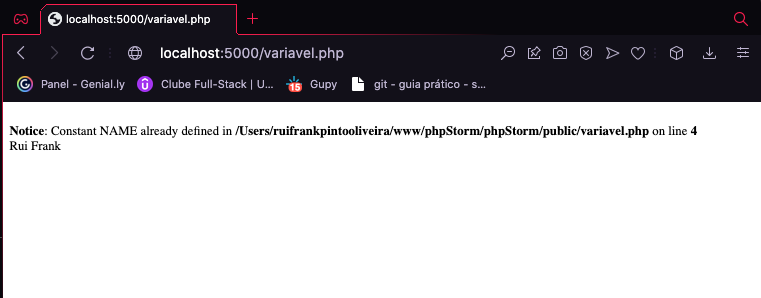 localhost:5000/variavel.php
localhost:5000/variavel.php
Panel - Genial.ly Clube Full-Stack | U... 15 Gupy git - guia prático - s...
Notice: Constant NAME already defined in /Users/ruifrankpintooliveira/www/phpStorm/phpStorm/public/variavel.php on line 4
Rui Frank